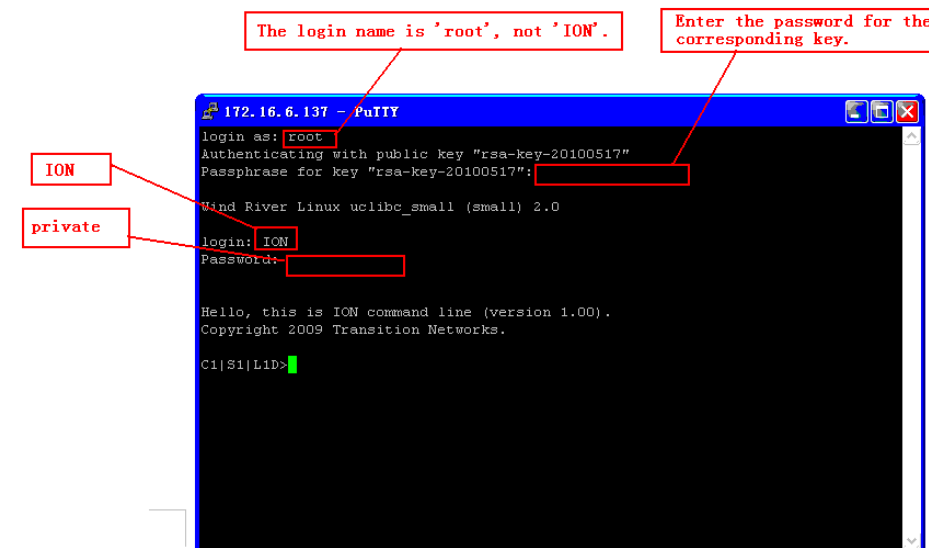 The login name is 'root', not 'ION'.
Enter the password for the
corresponding key.
172.16.6.137 - PuTTY
login as: root
Authenticating with public key "rsa-key-20100517"
Passphrase for key "rsa-key-20100517":
ION
Wind River Linux uclibc_small (small) 2.0
private
login: ION
Password:
Hello, this is ION command line (version 1.00).
Copyright 2009 Transition Networks.
C1|S1|L1D>